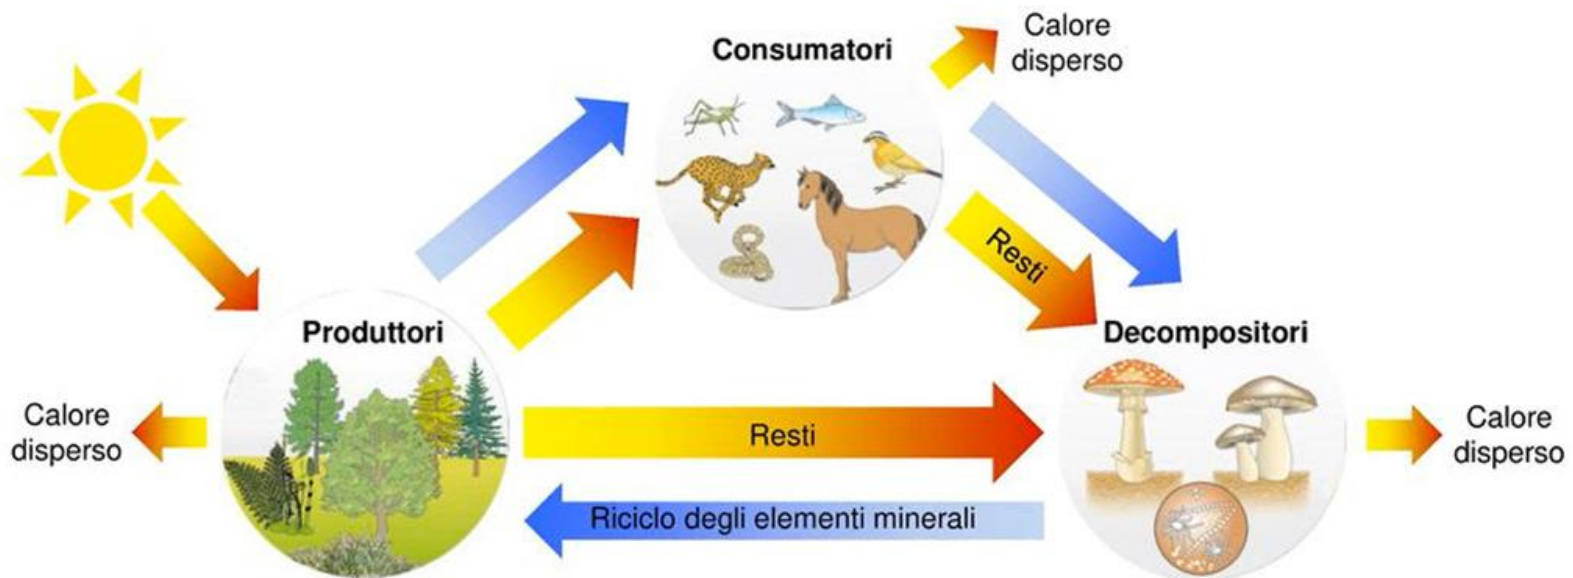 Consumatori
Calore
disperso
Resti
Produttori
Decompositori
Calore
disperso
Resti
Calore
disperso
Riciclo degli elementi minerali